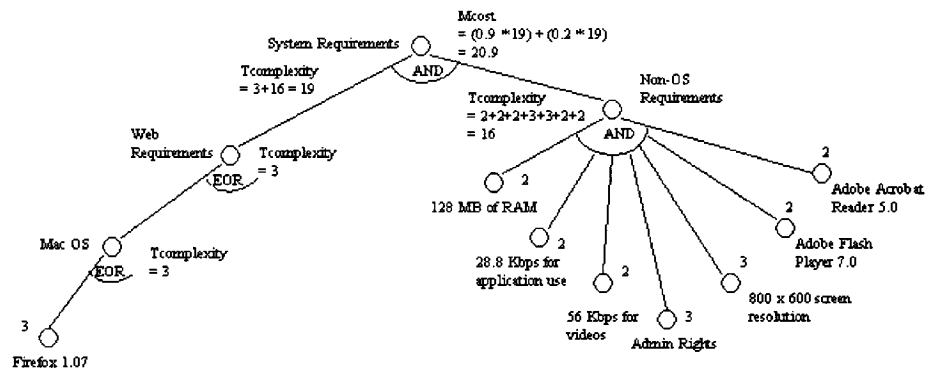 Mcost
= (0.9 * 19) + (0.2 * 19)
= 20.9
System Requirements
AND
Tcomplexity
= 3+16 = 19
Non-OS
Requirements
Tcomplexity
= 2+2+2+3+3+2+2
= 16
AND
Web
Requirements
Tcomplexity
= 3
EOR
2
128 MB of RAM
2
Adobe Acrobat
Reader 5.0
Mac OS
Tcomplexity
= 3
EOR
2
28.8 Kbps for
application use
2
Adobe Flash
Player 7.0
2
56 Kbps for
videos
3
800 x 600 screen
resolution
3
Admin Rights
3
Firefox 1.07